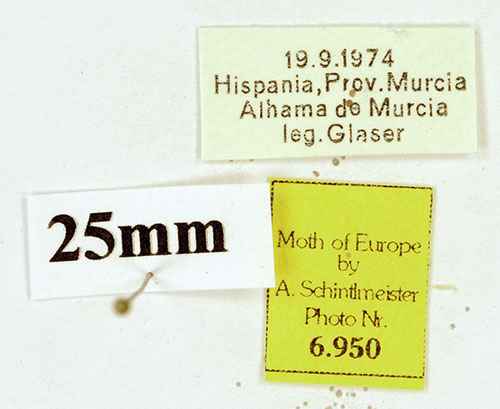 19.9.1974
Hispania, Prov. Murcia
Alhama de Murcia
leg. Glaser
25mm
Moth of Europe
by
A. Schintlmeister
Photo Nr.
6.950